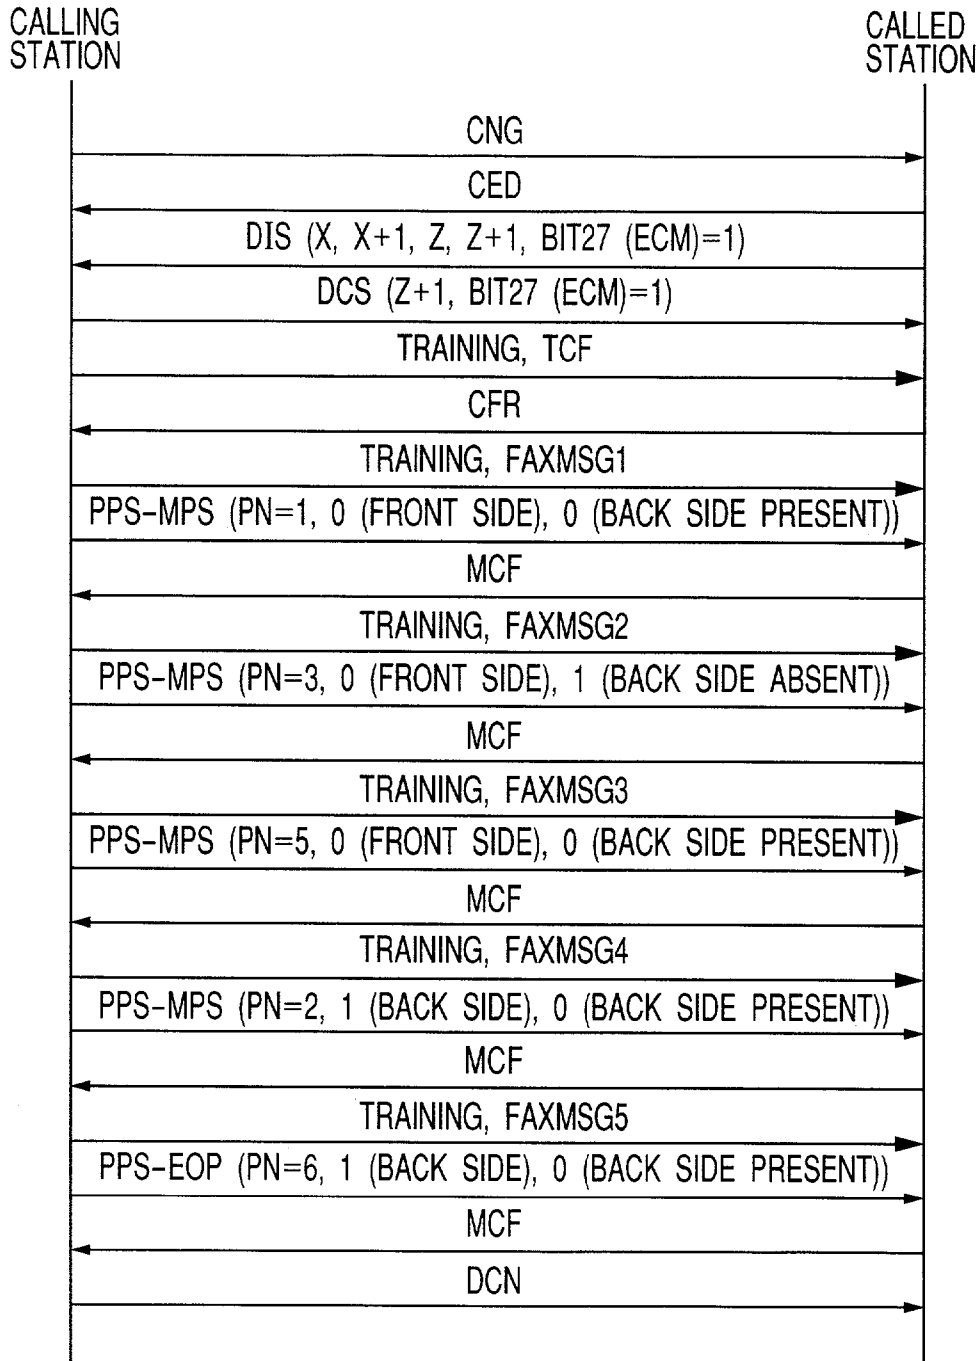 CALLING
STATION
CALLED
STATION
CNG
CED
DIS (X, X+1, Z, Z+1, BIT27 (ECM)=1)
DCS (Z+1, BIT27 (ECM)=1)
TRAINING, TCF
CFR
TRAINING, FAXMSG1
PPS-MPS (PN=1, 0 (FRONT SIDE), 0 (BACK SIDE PRESENT))
MCF
TRAINING, FAXMSG2
PPS-MPS (PN=3, 0 (FRONT SIDE), 1 (BACK SIDE ABSENT))
MCF
TRAINING, FAXMSG3
PPS-MPS (PN=5, 0 (FRONT SIDE), 0 (BACK SIDE PRESENT))
MCF
TRAINING, FAXMSG4
PPS-MPS (PN=2, 1 (BACK SIDE), 0 (BACK SIDE PRESENT))
MCF
TRAINING, FAXMSG5
PPS-EOP (PN=6, 1 (BACK SIDE), 0 (BACK SIDE PRESENT))
MCF
DCN